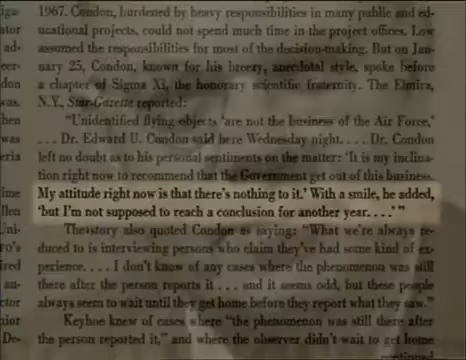 1967. Condon, burdened by heavy responsibilities in many public and ed-
ucational projects, could not spend much time in the project offices. Low
assumed the responsibilities for most of the decision-making. But on Jan-
uary 25, Condon, known for his breezy, anecdotal style, spoke before
a chapter of Sigma Xi, the honorary scientific fraternity. The Elmira,
N.Y., Star-Gazette reported:
"Unidentified flying objects 'are not the business of the Air Force,'
. . . Dr. Edward U. Condon said here Wednesday night. . . . Dr. Condon
left no doubt as to his personal sentiments on the matter: 'It is my inclina-
tion right now to recommend that the Government get out of this business.
My attitude right now is that there's nothing to it.' With a smile, he added,
'but I'm not supposed to reach a conclusion for another year. . . .' "
The story also quoted Condon as saying: "What we're always re-
duced to is interviewing persons who claim they've had some kind of ex-
perience. . . . I don't know of any cases where the phenomenon was still
there after the person reports it . . . and it seems odd, but these people
always seem to wait until they get home before they report what they saw."
Keyhoe knew of cases where "the phenomenon was still there after
the person reported it," and where the observer didn't wait to get home